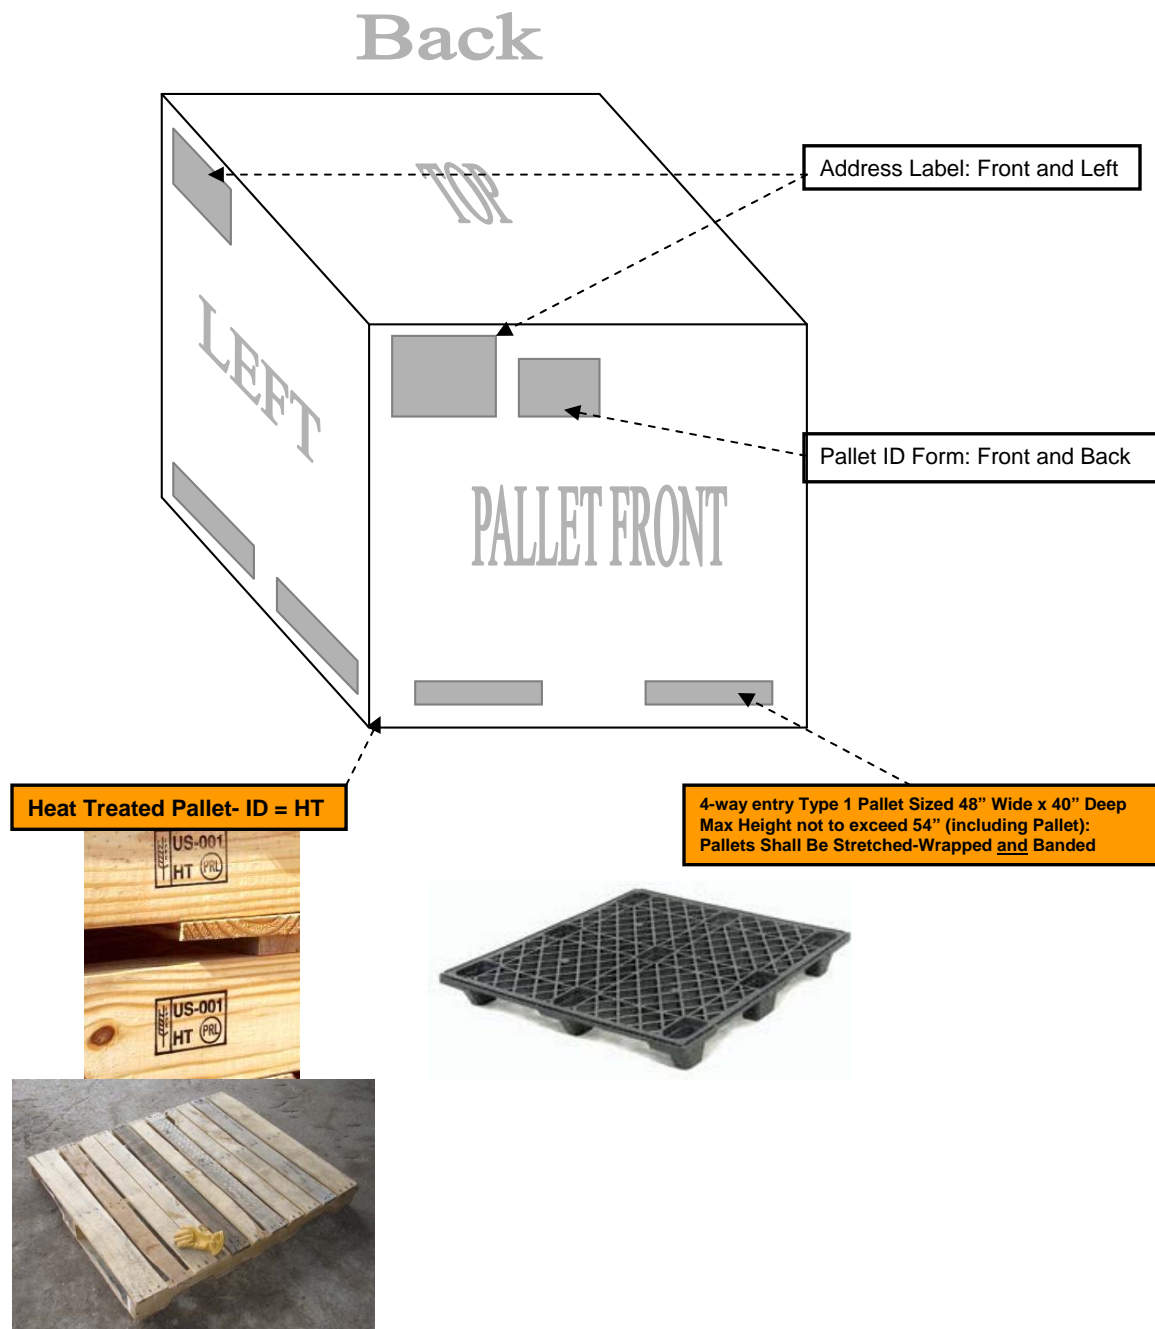 Back
TOP
Address Label: Front and Left
LEFT
Pallet ID Form: Front and Back
PALLET FRONT
Heat Treated Pallet- ID = HT
4-way entry Type 1 Pallet Sized 48” Wide x 40” Deep
Max Height not to exceed 54” (including Pallet):
Pallets Shall Be Stretched-Wrapped and Banded
US-001
HT PRL
US-001
HT PRL